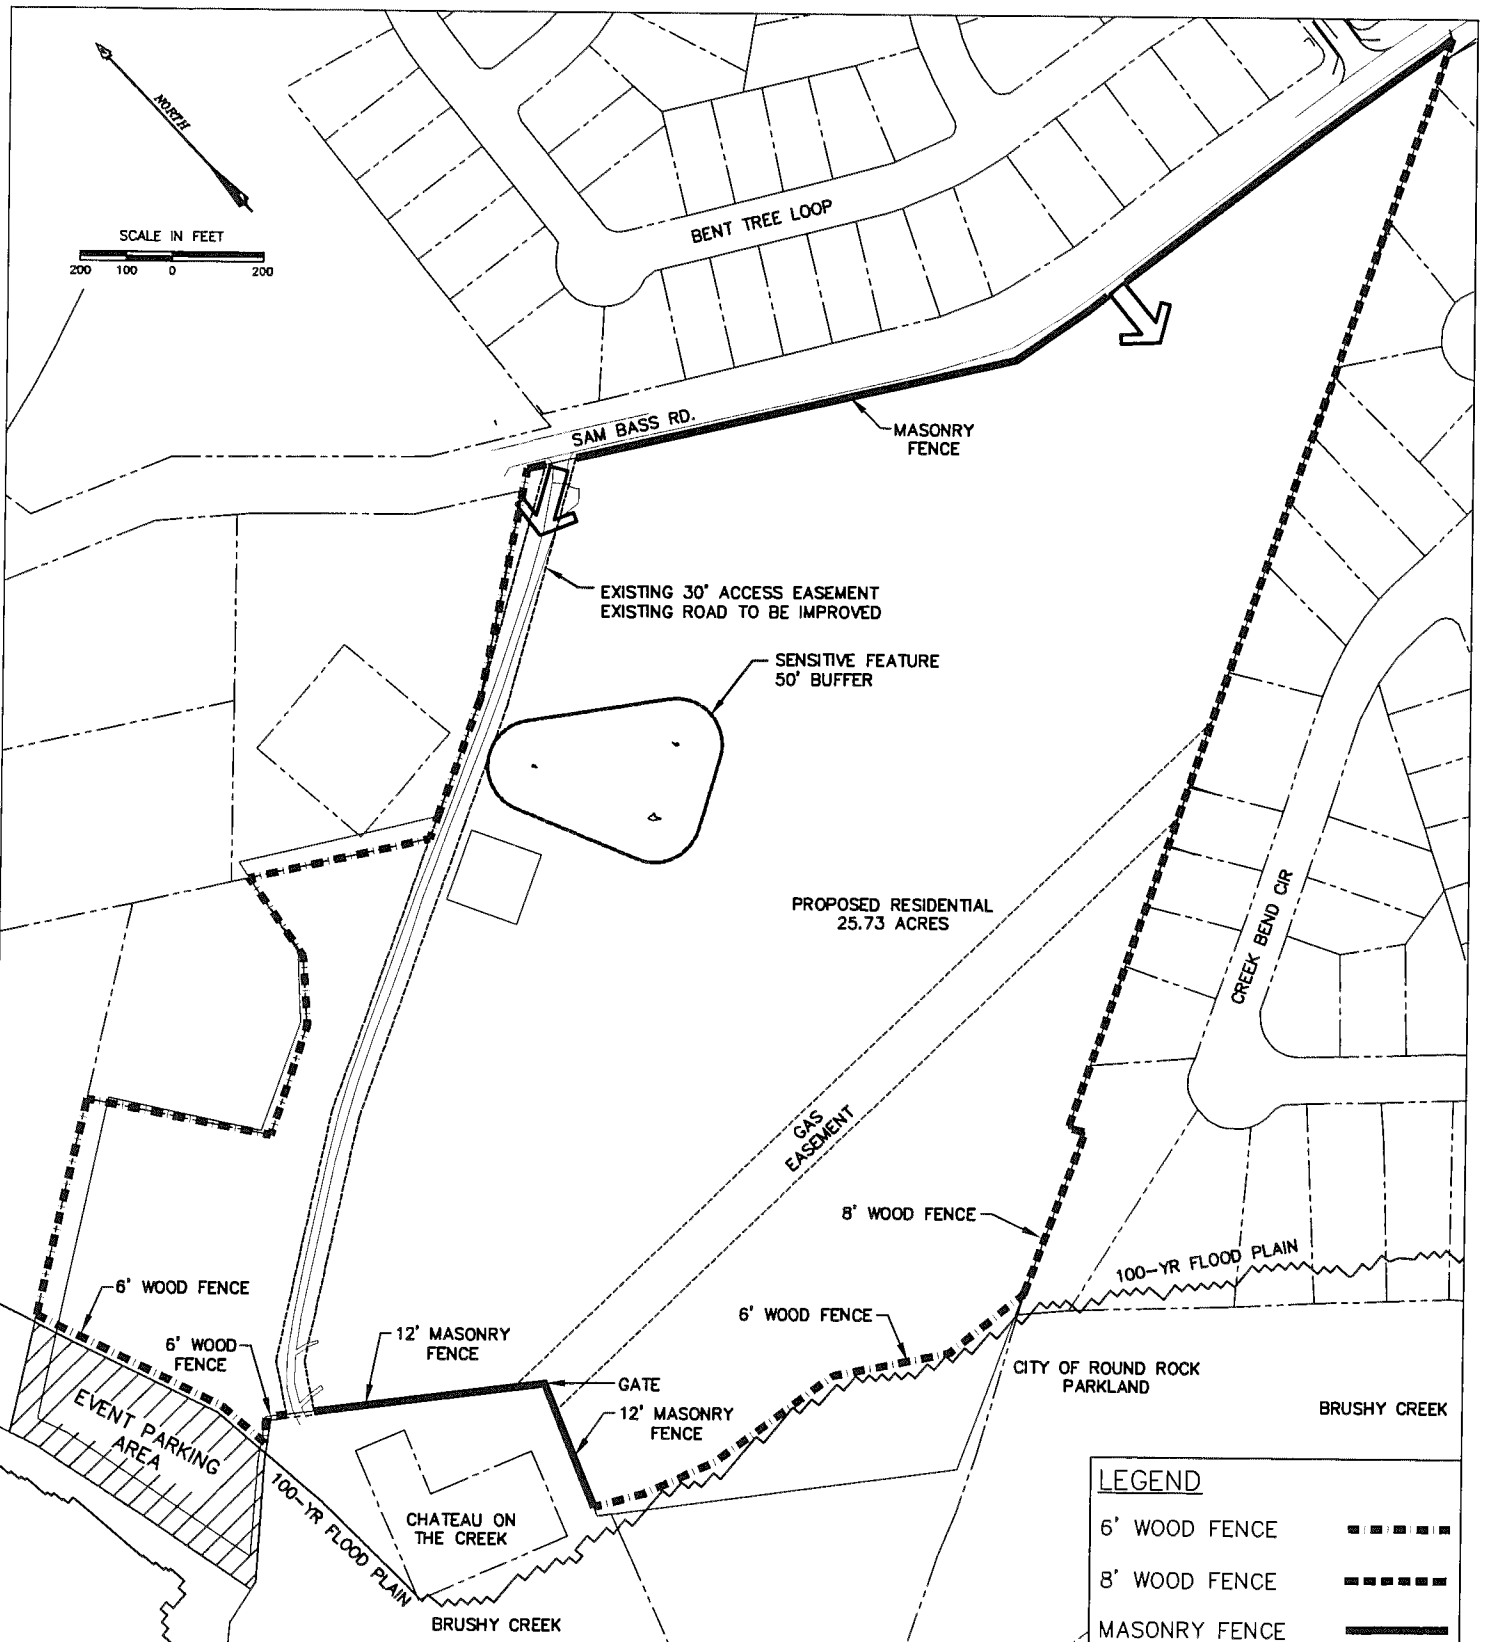 NORTH
SCALE IN FEET
200 100 0 200
BENT TREE LOOP
SAM BASS RD.
MASONRY
FENCE
EXISTING 30' ACCESS EASEMENT
EXISTING ROAD TO BE IMPROVED
SENSITIVE FEATURE
50' BUFFER
PROPOSED RESIDENTIAL
25.73 ACRES
CREEK BEND CIR
GAS
EASEMENT
8' WOOD FENCE
100-YR FLOOD PLAIN
6' WOOD FENCE
6' WOOD FENCE
6' WOOD
FENCE
12' MASONRY
FENCE
GATE
12' MASONRY
FENCE
CITY OF ROUND ROCK
PARKLAND
BRUSHY CREEK
EVENT PARKING
AREA
100-YR FLOOD PLAIN
CHATEAU ON
THE CREEK
BRUSHY CREEK
LEGEND
6' WOOD FENCE
8' WOOD FENCE
MASONRY FENCE